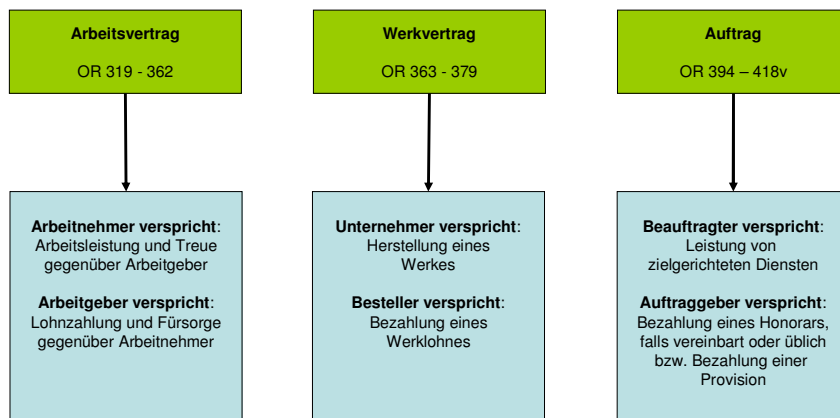 Arbeitsvertrag
OR 319 - 362
Werkvertrag
OR 363 - 379
Auftrag
OR 394 – 418v
Arbeitnehmer verspricht:
Arbeitsleistung und Treue
gegenüber Arbeitgeber
Arbeitgeber verspricht:
Lohnzahlung und Fürsorge
gegenüber Arbeitnehmer
Unternehmer verspricht:
Herstellung eines
Werkes
Besteller verspricht:
Bezahlung eines
Werklohnes
Beauftragter verspricht:
Leistung von
zielgerichteten Diensten
Auftraggeber verspricht:
Bezahlung eines Honorars,
falls vereinbart oder üblich
bzw. Bezahlung einer
Provision